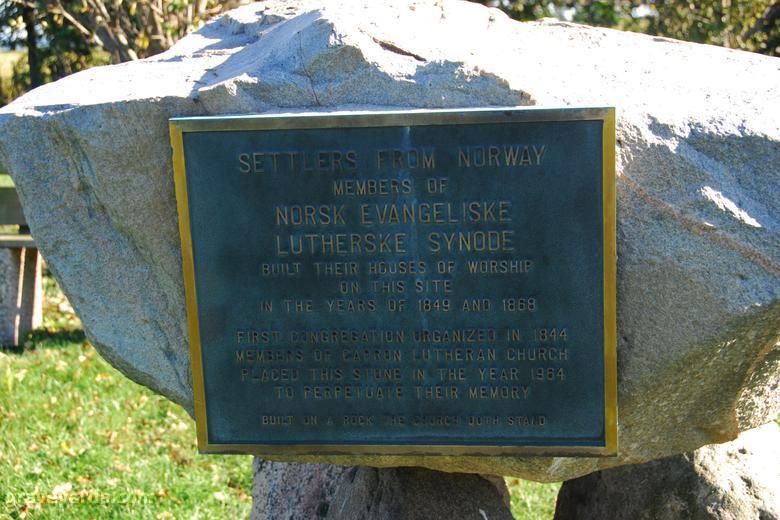 SETTLERS FROM NORWAY
MEMBERS OF
NORSK EVANGELISKE
LUTHERSKE SYNODE
BUILT THEIR HOUSES OF WORSHIP
ON THIS SITE
IN THE YEARS OF 1849 AND 1868
FIRST CONGREGATION ORGANIZED IN 1844
MEMBERS OF CAPRON LUTHERAN CHURCH
PLACED THIS STONE IN THE YEAR 1964
TO PERPETUATE THEIR MEMORY
BUILT ON A ROCK THE CHURCH DOTH STAND
graveyards.com